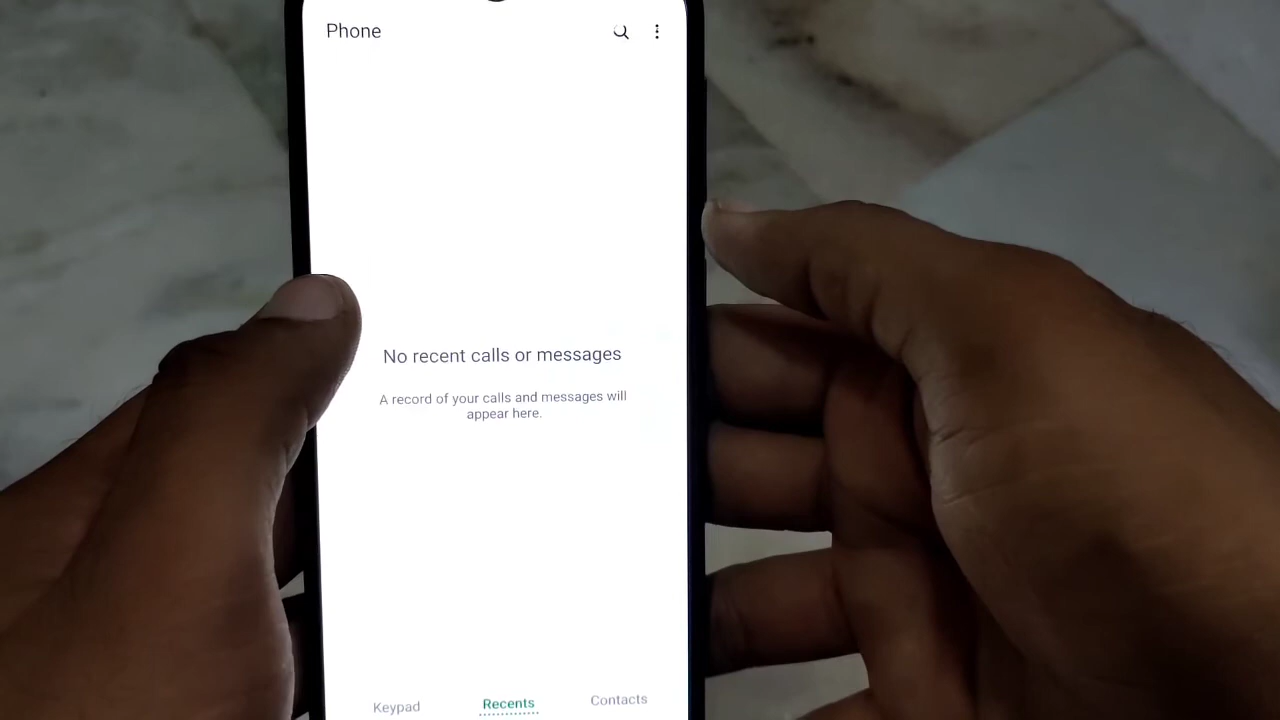 Phone
No recent calls or messages
A record of your calls and messages will
appear here.
Keypad
Recents
Contacts